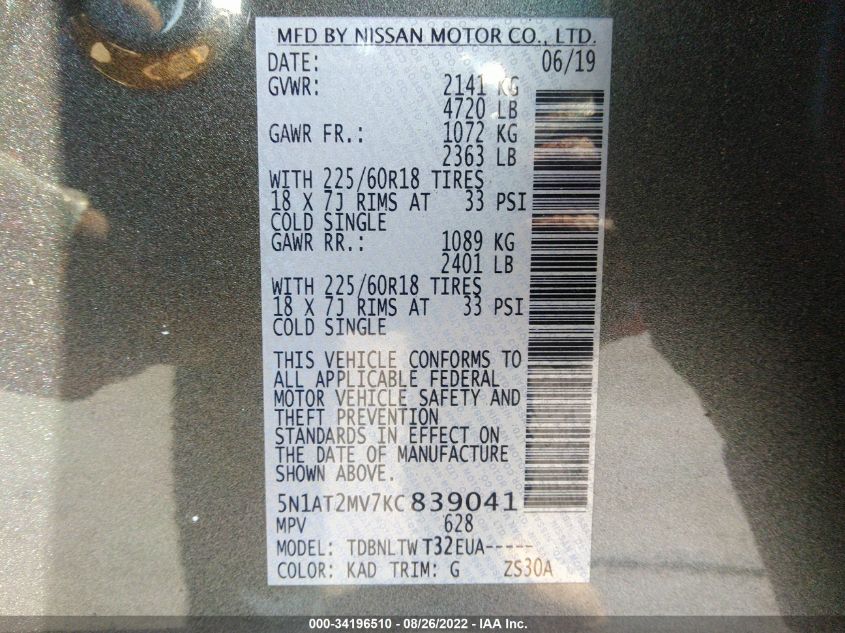 MFD BY NISSAN MOTOR CO., LTD.
DATE: 06/19
GVWR: 2141 KG
4720 LB
GAWR FR.: 1072 KG
2363 LB
WITH 225/60R18 TIRES
18 X 7J RIMS AT 33 PSI
COLD SINGLE
GAWR RR.: 1089 KG
2401 LB
WITH 225/60R18 TIRES
18 X 7J RIMS AT 33 PSI
COLD SINGLE
THIS VEHICLE CONFORMS TO
ALL APPLICABLE FEDERAL
MOTOR VEHICLE SAFETY AND
THEFT PREVENTION
STANDARDS IN EFFECT ON
THE DATE OF MANUFACTURE
SHOWN ABOVE.
5N1AT2MV7KC839041
MPV 628
MODEL: TDBNLTWT32EUA-----
COLOR: KAD TRIM: G ZS30A
000-34196510 - 08/26/2022 - IAA Inc.